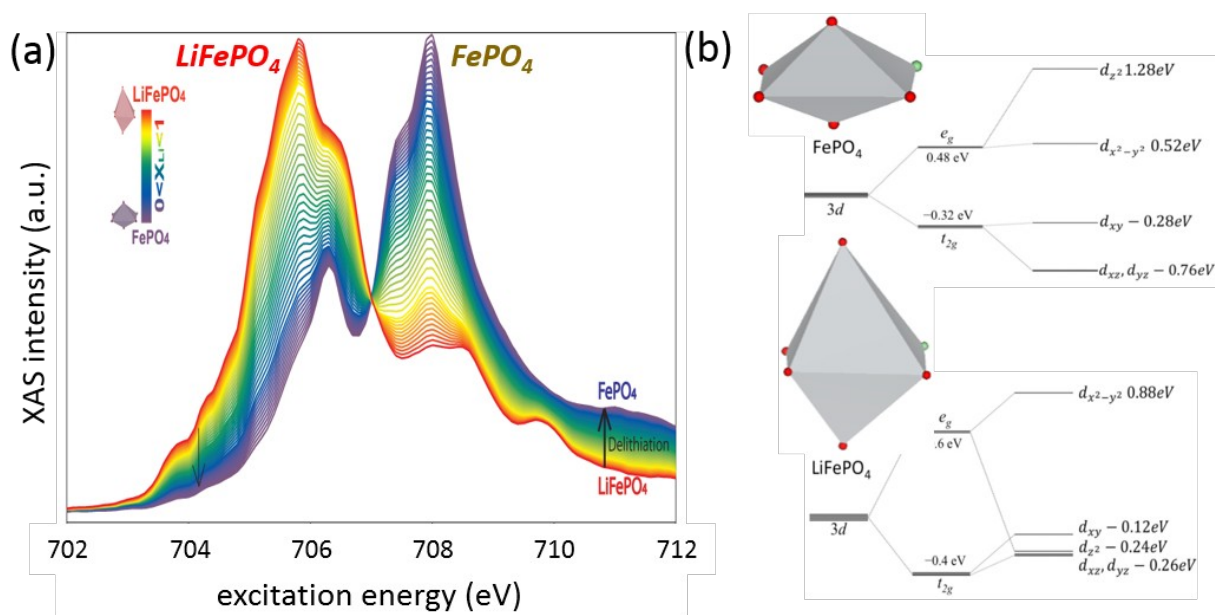 (a)
LiFePO4
FePO4
LiFePO4
0<XLi<1
FePO4
FePO4
Delithiation
LiFePO4
XAS intensity (a.u.)
702 704 706 708 710 712
excitation energy (eV)
(b)
FePO4
3d
eg
0.48 eV
−0.32 eV
t2g
dz² 1.28eV
dx²−y² 0.52eV
dxy − 0.28eV
dxz, dyz − 0.76eV
LiFePO4
3d
eg
.6 eV
−0.4 eV
t2g
dx²−y² 0.88eV
dxy − 0.12eV
dz² − 0.24eV
dxz, dyz − 0.26eV